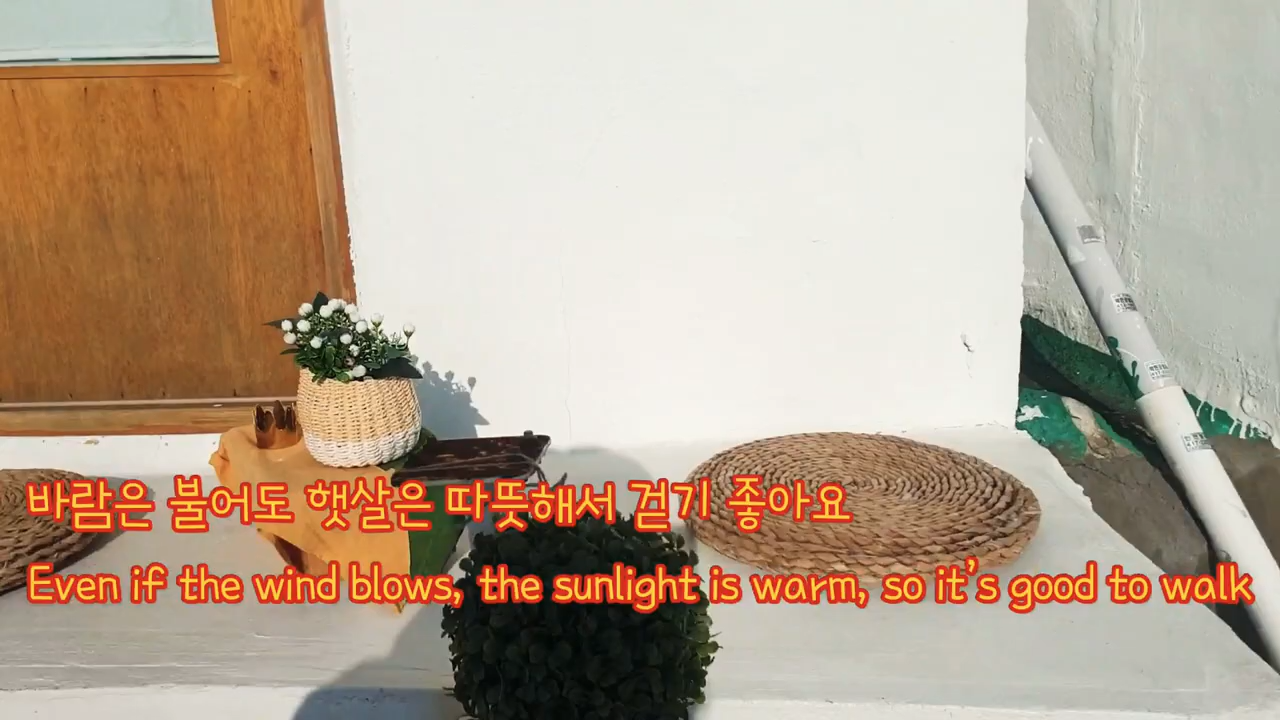 바람은 불어도 햇살은 따뜻해서 걷기 좋아요
Even if the wind blows, the sunlight is warm, so it's good to walk